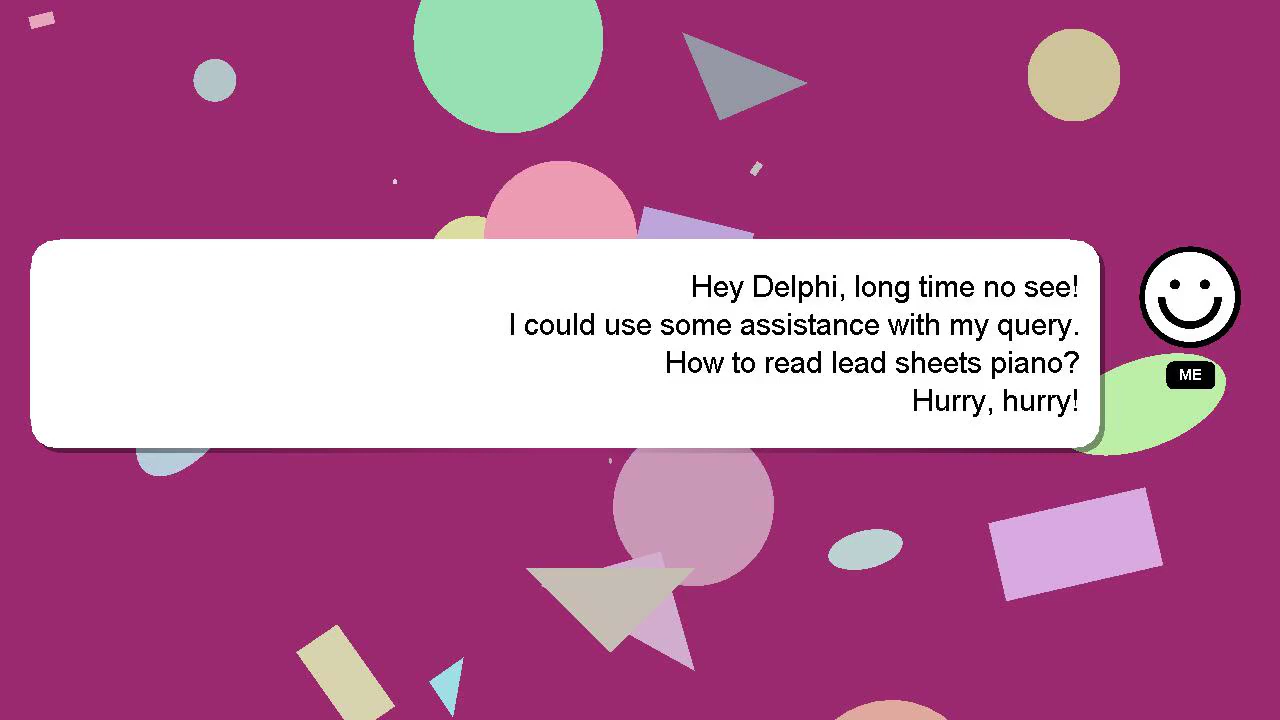 Hey Delphi, long time no see!
I could use some assistance with my query.
How to read lead sheets piano?
Hurry, hurry!
ME